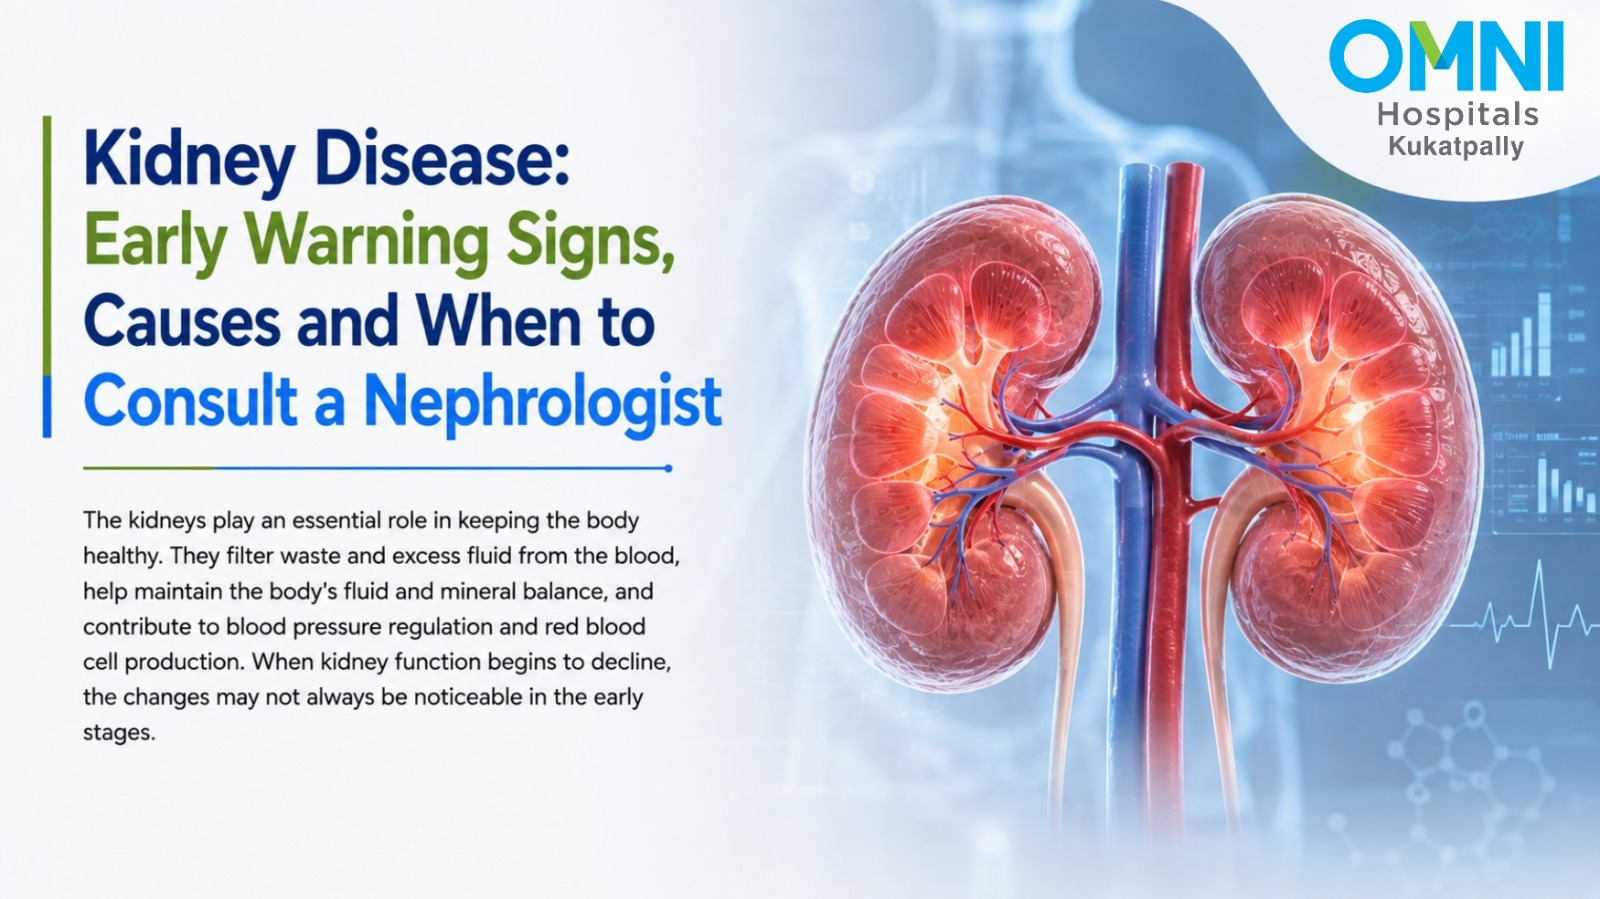 OMNI
Hospitals
Kukatpally
Kidney Disease:
Early Warning Signs,
Causes and When to
Consult a Nephrologist
The kidneys play an essential role in keeping the body
healthy. They filter waste and excess fluid from the blood,
help maintain the body's fluid and mineral balance, and
contribute to blood pressure regulation and red blood
cell production. When kidney function begins to decline,
the changes may not always be noticeable in the early
stages.